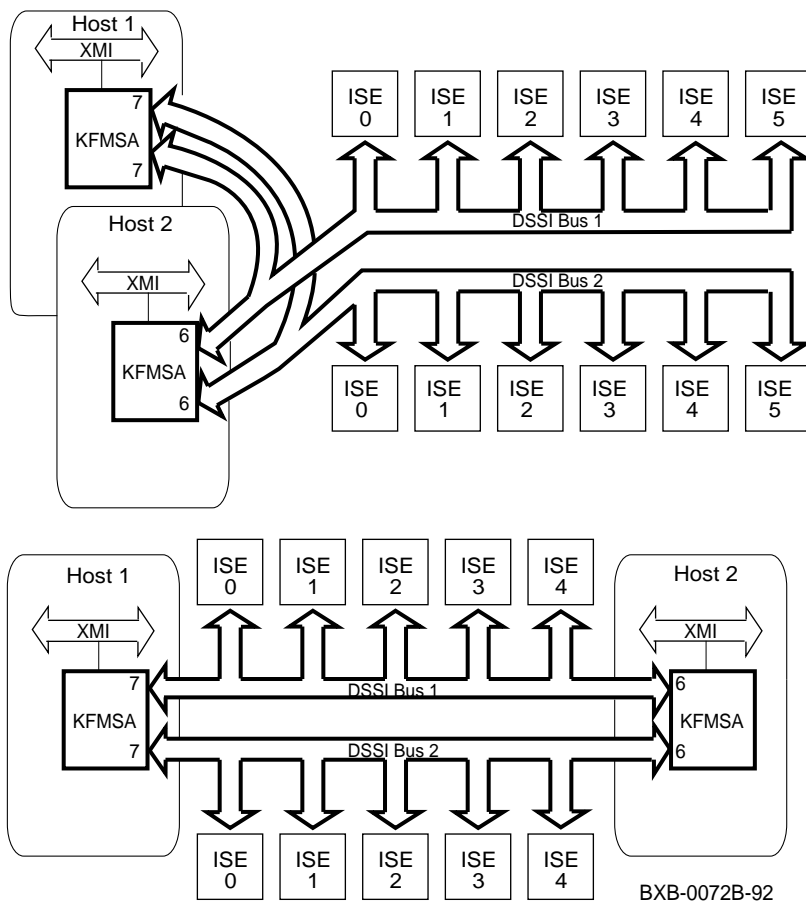 Host 1
XMI
7
KFMSA
7
ISE 0
ISE 1
ISE 2
ISE 3
ISE 4
ISE 5
Host 2
XMI
6
KFMSA
6
DSSI Bus 1
DSSI Bus 2
ISE 0
ISE 1
ISE 2
ISE 3
ISE 4
ISE 5
Host 1
XMI
7
KFMSA
7
ISE 0
ISE 1
ISE 2
ISE 3
ISE 4
Host 2
XMI
6
KFMSA
6
DSSI Bus 1
DSSI Bus 2
ISE 0
ISE 1
ISE 2
ISE 3
ISE 4
BXB-0072B-92